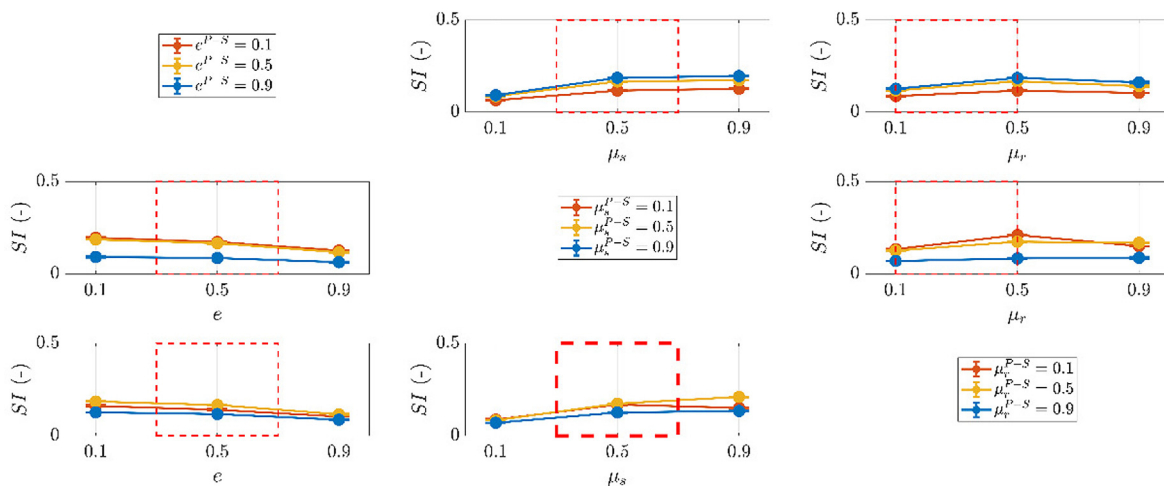 e^{P-S} = 0.1
e^{P-S} = 0.5
e^{P-S} = 0.9
SI (-)
0.5
0
0.1 0.5 0.9
μ_s
SI (-)
0.5
0
0.1 0.5 0.9
μ_r
SI (-)
0.5
0
0.1 0.5 0.9
e
μ_s^{P-S} = 0.1
μ_s^{P-S} - 0.5
μ_s^{P-S} = 0.9
SI (-)
0.5
0
0.1 0.5 0.9
μ_r
SI (-)
0.5
0
0.1 0.5 0.9
e
SI (-)
0.5
0
0.1 0.5 0.9
μ_s
μ_r^{P-S} = 0.1
μ_r^{P-S} - 0.5
μ_r^{P-S} = 0.9